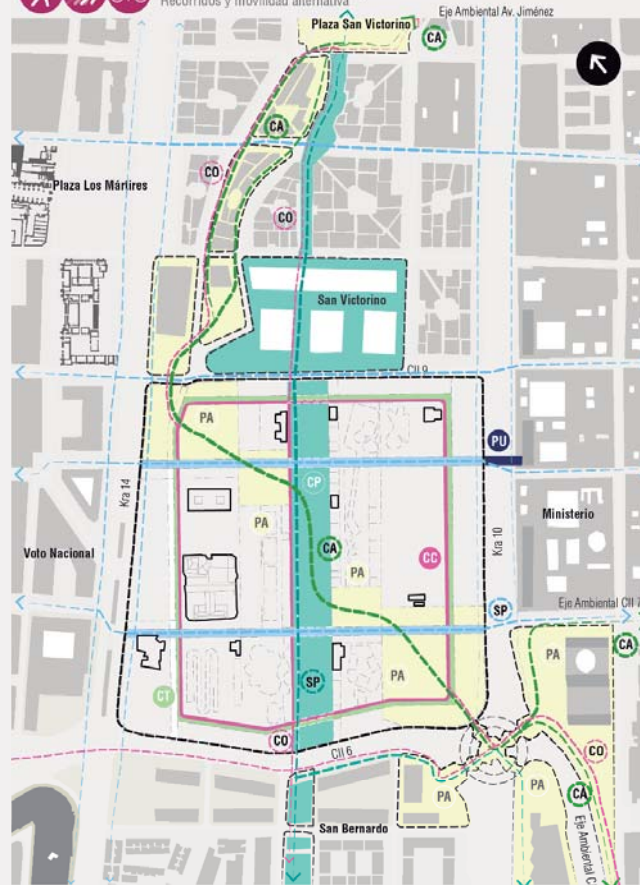 Recorridos y movilidad alternativa
Eje Ambiental Av. Jiménez
Plaza San Victorino
CA
CA
CO
Plaza Los Mártires
CO
San Victorino
Cll 9
PA
PU
CP
Kra 14
PA
Kra 10
Ministerio
Voto Nacional
CA
CC
PA
SP
Eje Ambiental Cll 7
CA
PA
PA
SP
CT
CO
Cll 6
CO
PA
PA
CA
San Bernardo
Eje Ambiental C